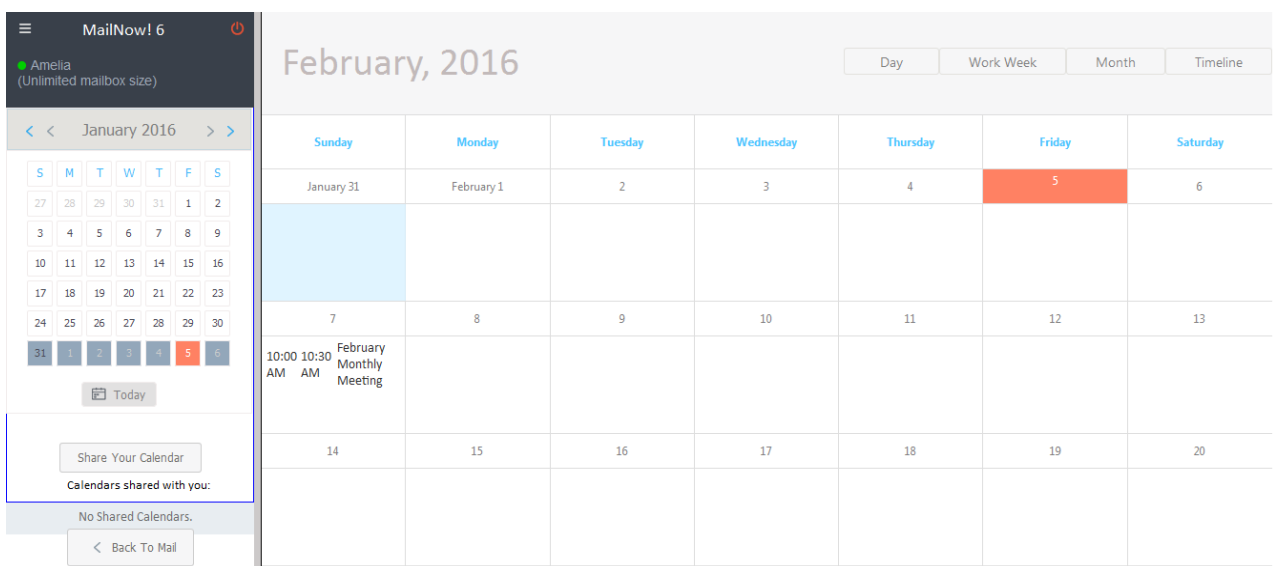 MailNow! 6
Amelia
(Unlimited mailbox size)
January 2016
S M T W T F S
27 28 29 30 31 1 2
3 4 5 6 7 8 9
10 11 12 13 14 15 16
17 18 19 20 21 22 23
24 25 26 27 28 29 30
31 1 2 3 4 5 6
Today
Share Your Calendar
Calendars shared with you:
No Shared Calendars.
Back To Mail
February, 2016
Day Work Week Month Timeline
Sunday Monday Tuesday Wednesday Thursday Friday Saturday
January 31 February 1 2 3 4 5 6
7 8 9 10 11 12 13
10:00 10:30 February
AM AM Monthly
Meeting
14 15 16 17 18 19 20